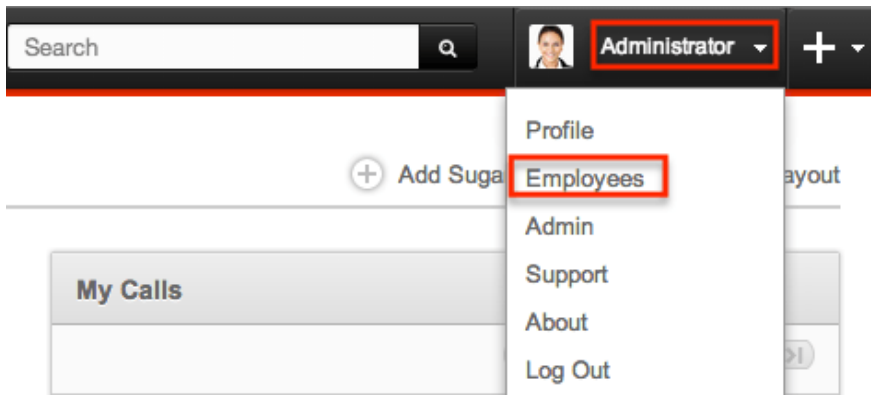 Search
Administrator
Profile
Add Suga
Employees
ayout
Admin
My Calls
Support
About
Log Out